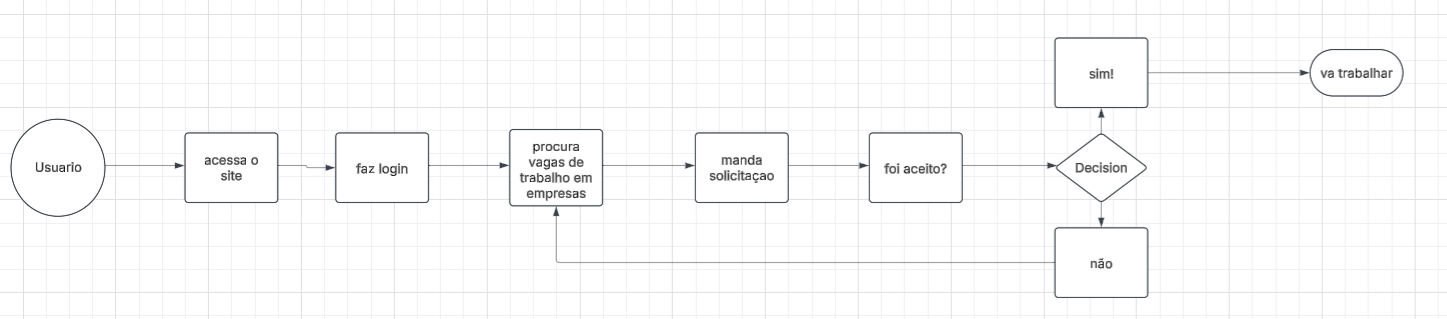 Usuario
acessa o
site
faz login
procura
vagas de
trabalho em
empresas
manda
solicitaçao
foi aceito?
Decision
sim!
va trabalhar
não